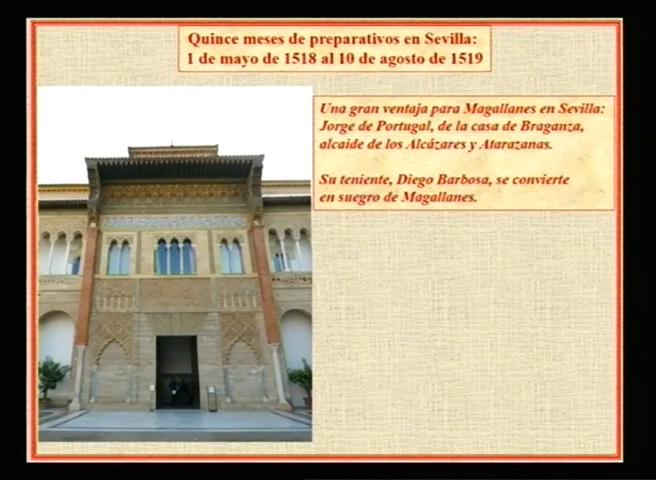 Quince meses de preparativos en Sevilla:
1 de mayo de 1518 al 10 de agosto de 1519
Una gran ventaja para Magallanes en Sevilla:
Jorge de Portugal, de la casa de Braganza,
alcaide de los Alcázares y Atarazanas.
Su teniente, Diego Barbosa, se convierte
en suegro de Magallanes.